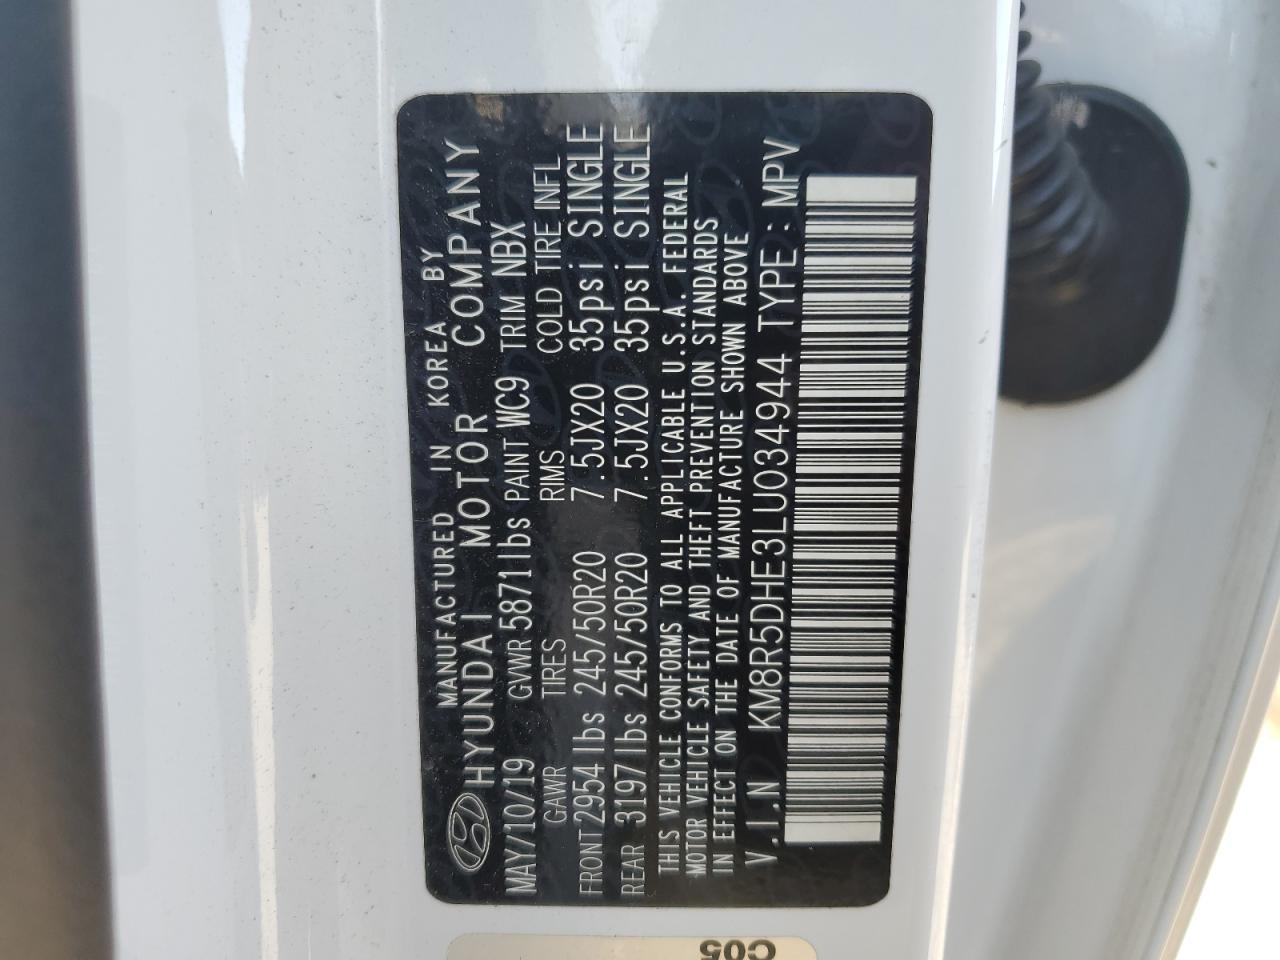 MANUFACTURED IN KOREA BY
HYUNDAI MOTOR COMPANY
MAY/10/19 GVWR 5871lbs PAINT WC9 TRIM NBX
GAWR TIRES RIMS COLD TIRE INFL
FRONT 2954lbs 245/50R20 7.5JX20 35psi SINGLE
REAR 3197lbs 245/50R20 7.5JX20 35psi SINGLE
THIS VEHICLE CONFORMS TO ALL APPLICABLE U.S.A. FEDERAL
MOTOR VEHICLE SAFETY AND THEFT PREVENTION STANDARDS
IN EFFECT ON THE DATE OF MANUFACTURE SHOWN ABOVE
V.I.N KM8R5DHE3LU034944 TYPE:MPV
C05